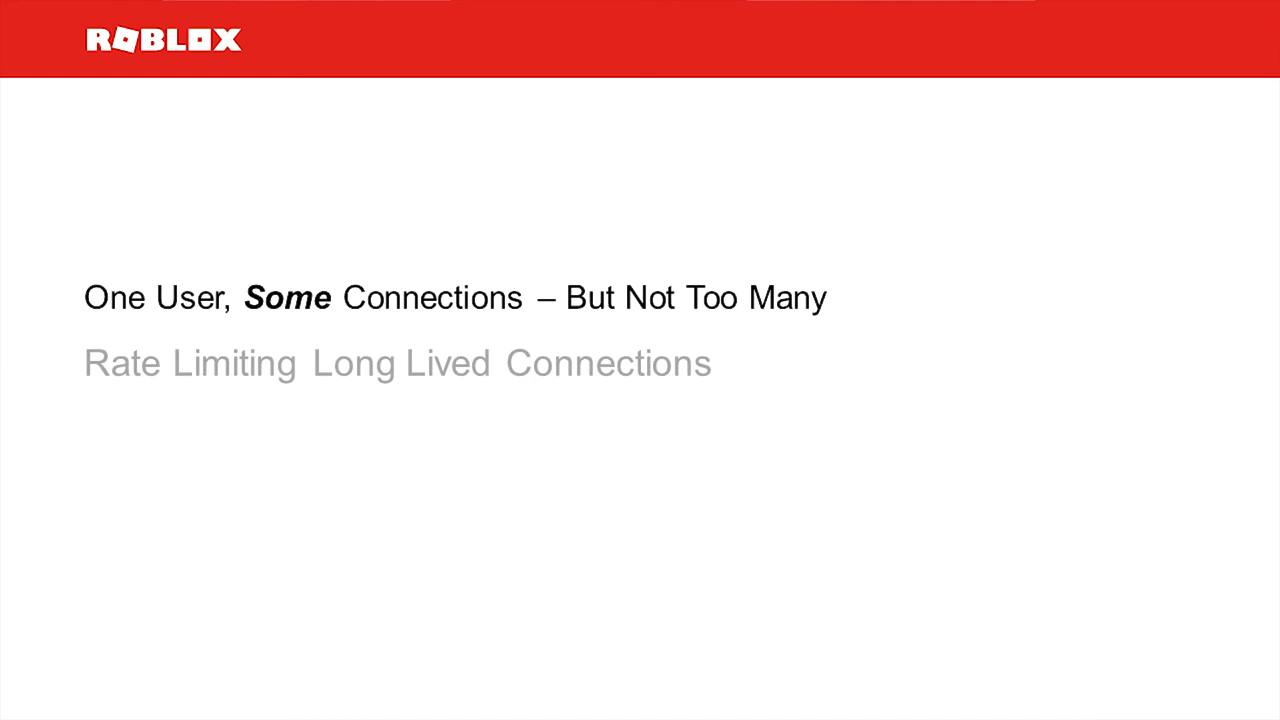 ROBLOX
One User, Some Connections – But Not Too Many
Rate Limiting Long Lived Connections